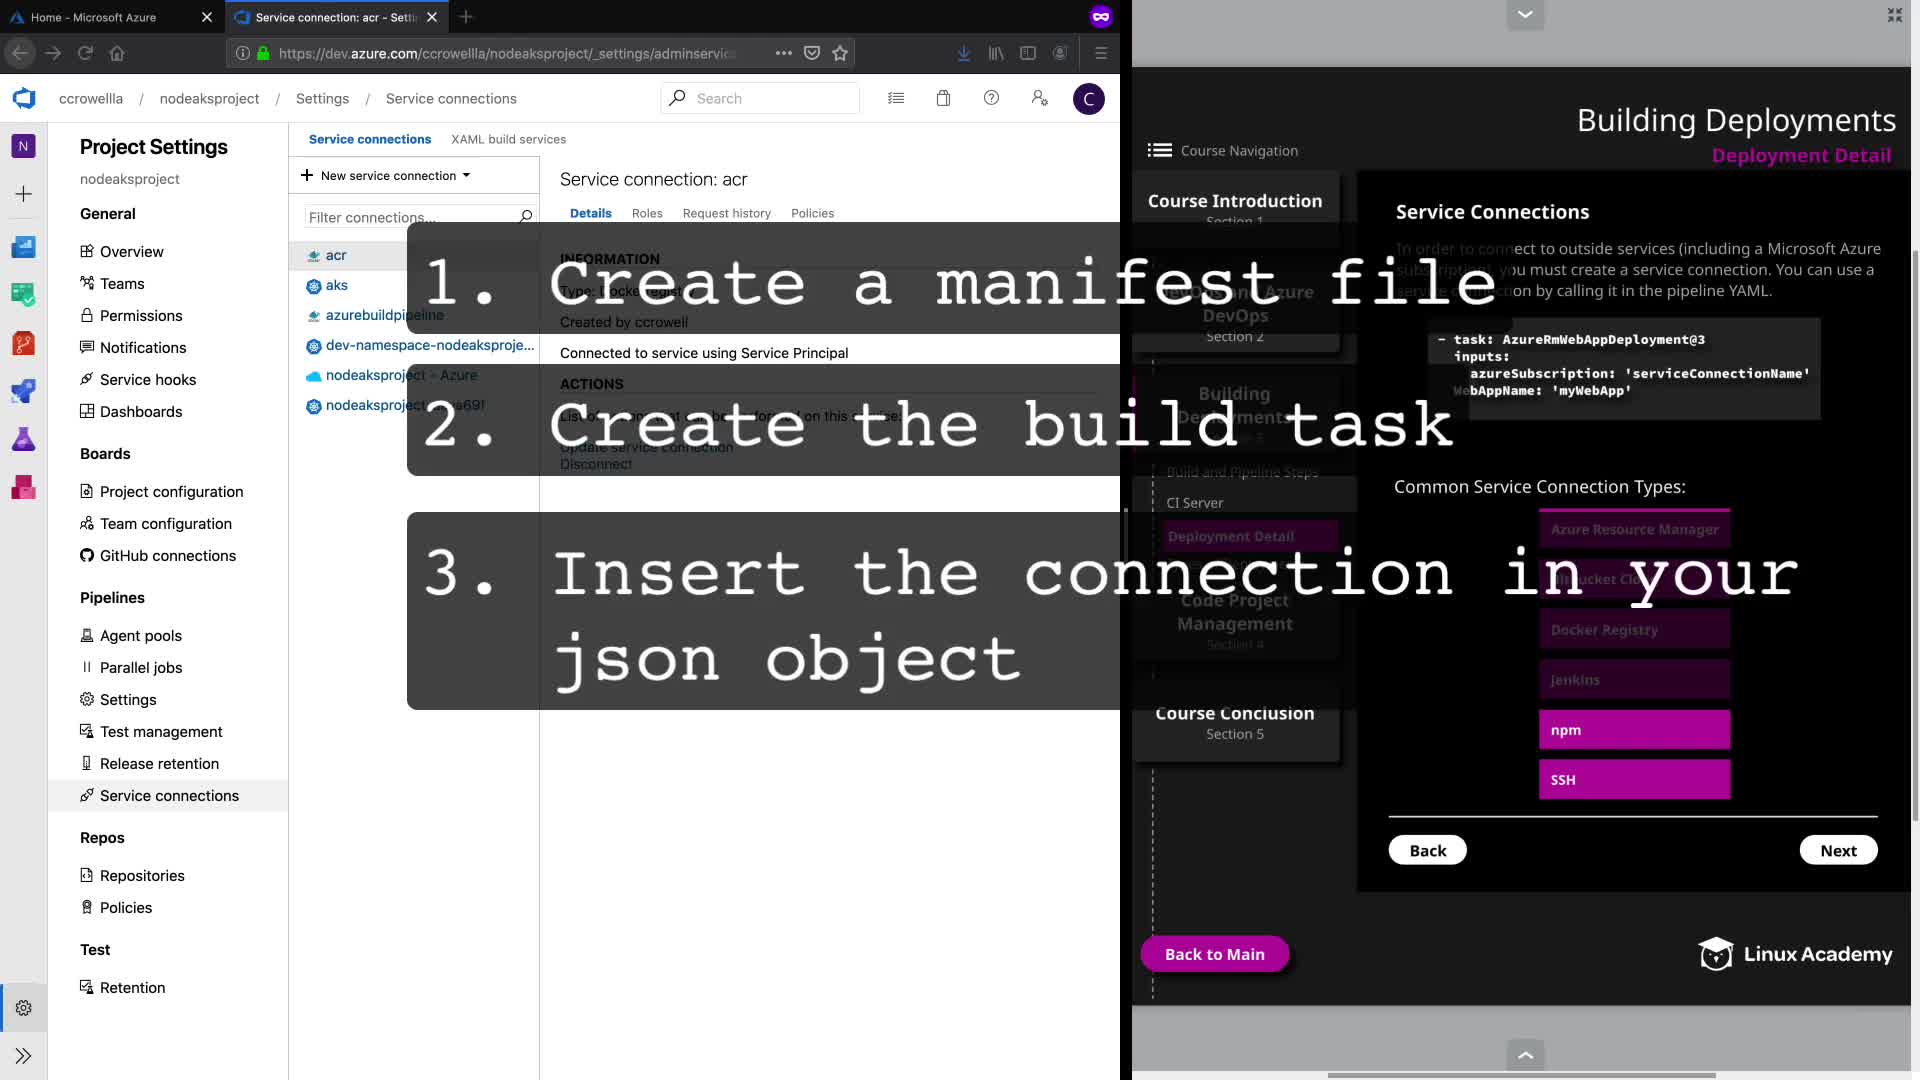 Home - Microsoft Azure
Service connection: acr - Setti
https://dev.azure.com/ccrowellla/nodeaksproject/_settings/adminservic
ccrowellla / nodeaksproject / Settings / Service connections
Search
C
N
Project Settings
nodeaksproject
General
Overview
Teams
Permissions
Notifications
Service hooks
Dashboards
Boards
Project configuration
Team configuration
GitHub connections
Pipelines
Agent pools
Parallel jobs
Settings
Test management
Release retention
Service connections
Repos
Repositories
Policies
Test
Retention
Service connections
XAML build services
New service connection
Filter connections...
acr
aks
azurebuildpipeline
dev-namespace-nodeaksproje...
nodeaksproject - Azure
Service connection: acr
Details
Roles
Request history
Policies
INFORMATION
Created by ccrowell
Connected to service using Service Principal
ACTIONS
Update service connection
Disconnect
1. Create a manifest file
2. Create the build task
3. Insert the connection in your
json object
Building Deployments
Deployment Detail
Course Navigation
Course Introduction
Section 1
DevOps and Azure
DevOps
Section 2
Building
Deployments
Build and Pipeline Steps
CI Server
Deployment Detail
Code Project
Management
Section 4
Course Conclusion
Section 5
Back to Main
Service Connections
In order to connect to outside services (including a Microsoft Azure
subscription), you must create a service connection. You can use a
service connection by calling it in the pipeline YAML.
- task: AzureRmWebAppDeployment@3
inputs:
azureSubscription: 'serviceConnectionName'
WebAppName: 'myWebApp'
Common Service Connection Types:
Azure Resource Manager
Bitbucket Cloud
Docker Registry
Jenkins
npm
SSH
Back
Next
Linux Academy